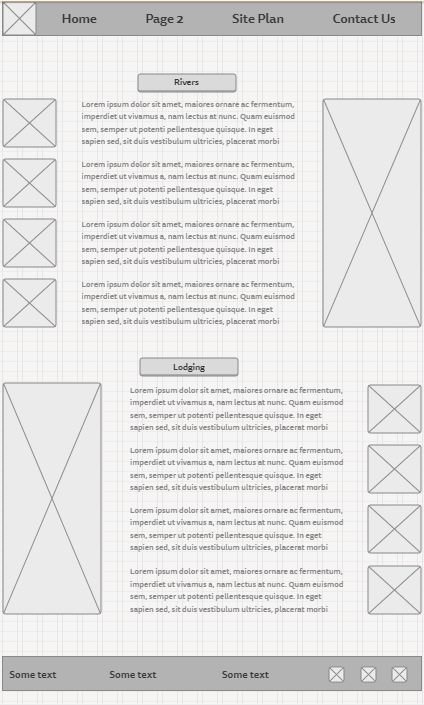 Home Page 2 Site Plan Contact Us
Rivers
Lorem ipsum dolor sit amet, maiores ornare ac fermentum,
imperdiet ut vivamus a, nam lectus at nunc. Quam euismod
sem, semper ut potenti pellentesque quisque. In eget
sapien sed, sit duis vestibulum ultricies, placerat morbi
Lorem ipsum dolor sit amet, maiores ornare ac fermentum,
imperdiet ut vivamus a, nam lectus at nunc. Quam euismod
sem, semper ut potenti pellentesque quisque. In eget
sapien sed, sit duis vestibulum ultricies, placerat morbi
Lorem ipsum dolor sit amet, maiores ornare ac fermentum,
imperdiet ut vivamus a, nam lectus at nunc. Quam euismod
sem, semper ut potenti pellentesque quisque. In eget
sapien sed, sit duis vestibulum ultricies, placerat morbi
Lorem ipsum dolor sit amet, maiores ornare ac fermentum,
imperdiet ut vivamus a, nam lectus at nunc. Quam euismod
sem, semper ut potenti pellentesque quisque. In eget
sapien sed, sit duis vestibulum ultricies, placerat morbi
Lodging
Lorem ipsum dolor sit amet, maiores ornare ac fermentum,
imperdiet ut vivamus a, nam lectus at nunc. Quam euismod
sem, semper ut potenti pellentesque quisque. In eget
sapien sed, sit duis vestibulum ultricies, placerat morbi
Lorem ipsum dolor sit amet, maiores ornare ac fermentum,
imperdiet ut vivamus a, nam lectus at nunc. Quam euismod
sem, semper ut potenti pellentesque quisque. In eget
sapien sed, sit duis vestibulum ultricies, placerat morbi
Lorem ipsum dolor sit amet, maiores ornare ac fermentum,
imperdiet ut vivamus a, nam lectus at nunc. Quam euismod
sem, semper ut potenti pellentesque quisque. In eget
sapien sed, sit duis vestibulum ultricies, placerat morbi
Lorem ipsum dolor sit amet, maiores ornare ac fermentum,
imperdiet ut vivamus a, nam lectus at nunc. Quam euismod
sem, semper ut potenti pellentesque quisque. In eget
sapien sed, sit duis vestibulum ultricies, placerat morbi
Some text Some text Some text